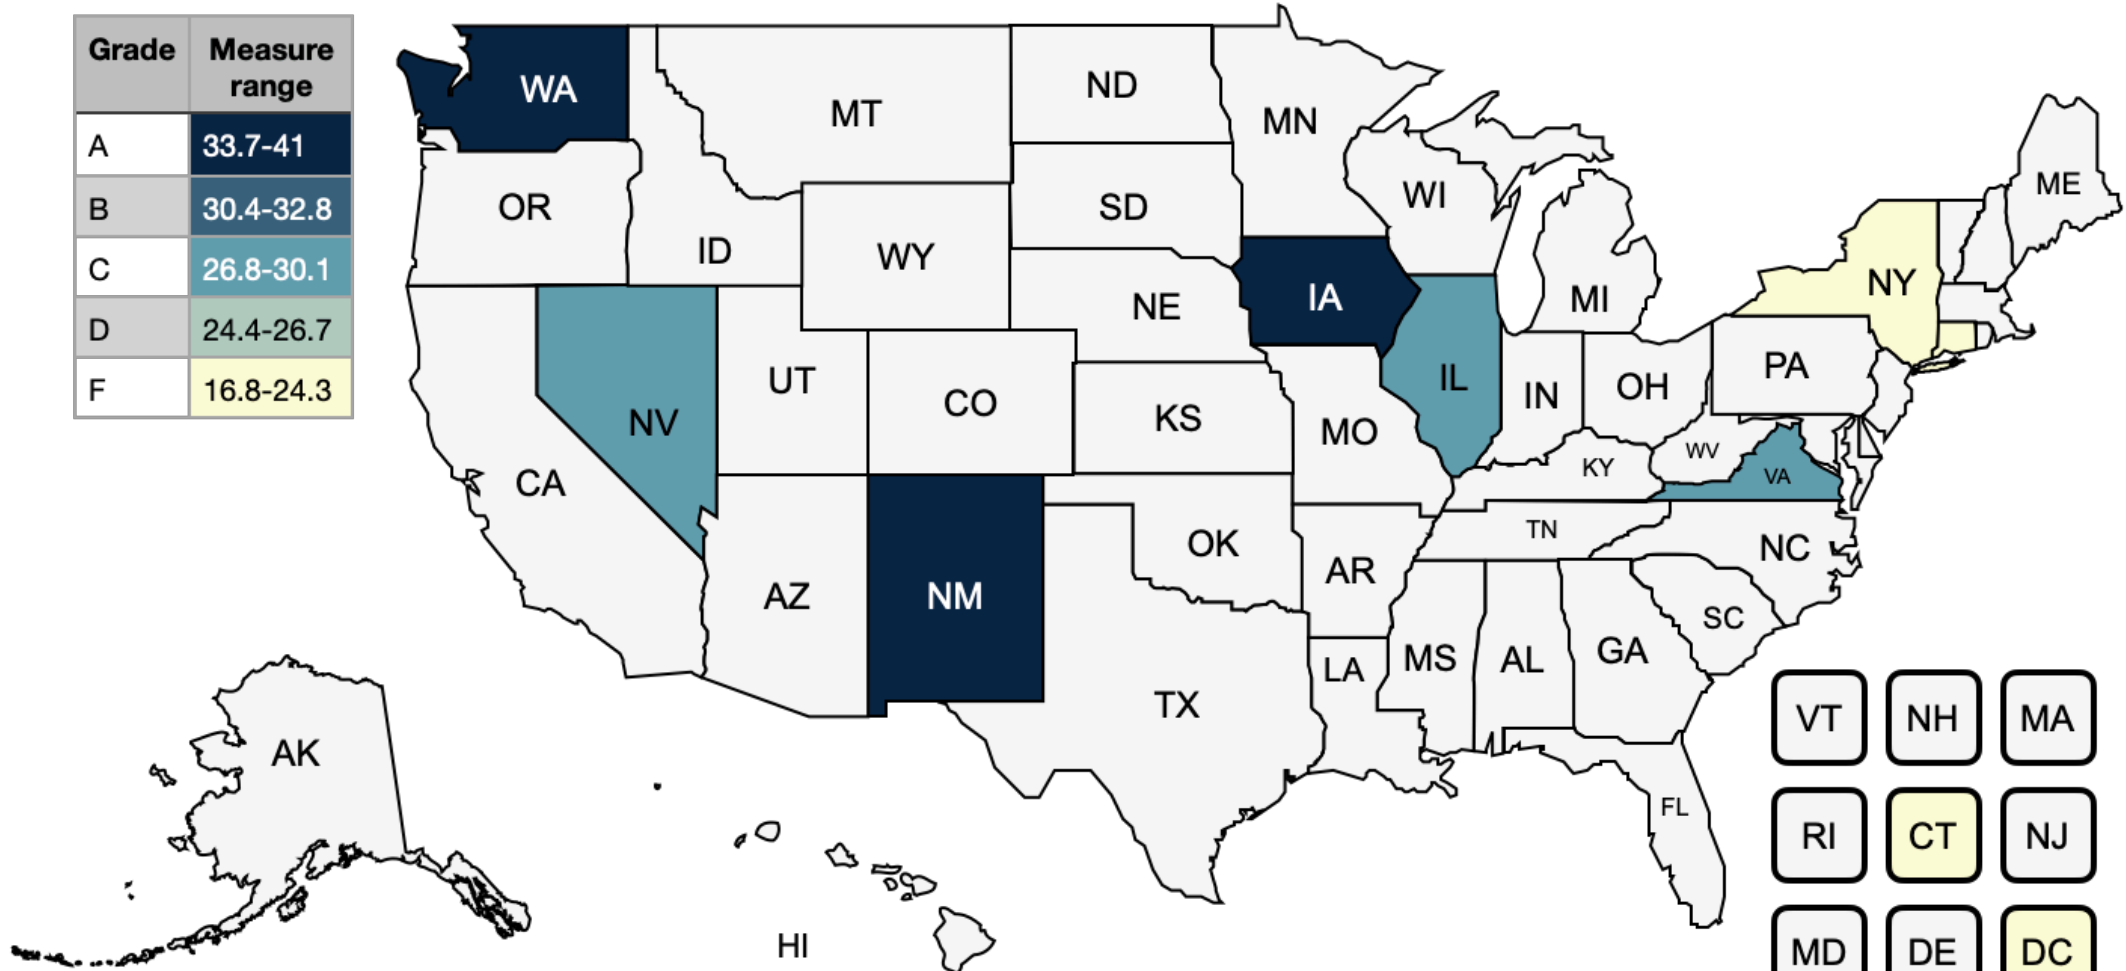 Grade Measure range
A 33.7-41
B 30.4-32.8
C 26.8-30.1
D 24.4-26.7
F 16.8-24.3
WA
MT
ND
MN
ME
OR
ID
WY
SD
WI
MI
NY
NE
IA
NV
UT
CO
KS
MO
IL
IN
OH
PA
CA
WV
VA
KY
AZ
NM
OK
AR
TN
NC
SC
TX
LA
MS
AL
GA
AK
FL
HI
VT NH MA
RI CT NJ
MD DE DC